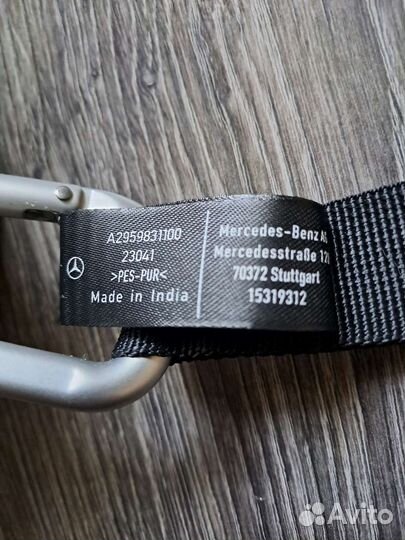 A2959831100
23041
>PES-PUR<
Made in India
Mercedes-Benz
Mercedesstraße
70372 Stuttgart
15319312
Avito